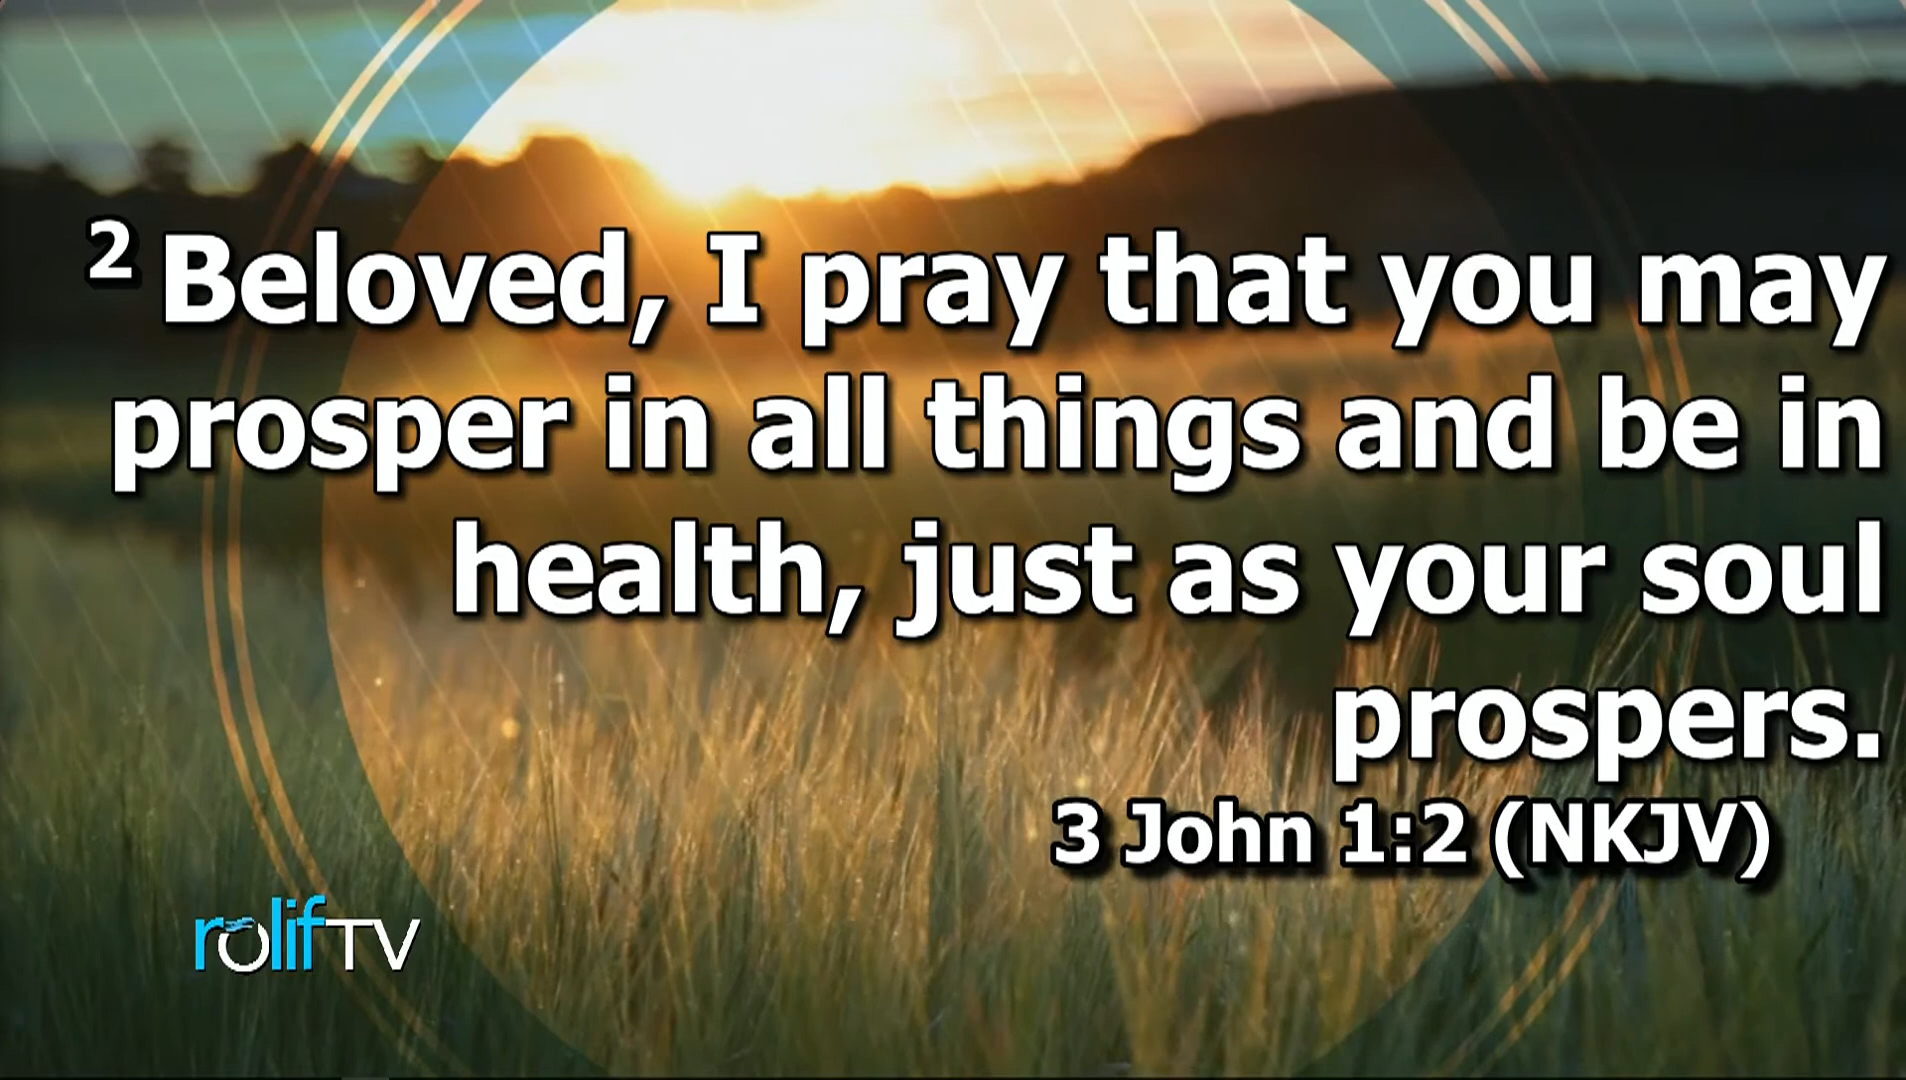 2 Beloved, I pray that you may
prosper in all things and be in
health, just as your soul
prospers.
3 John 1:2 (NKJV)
rolifTV